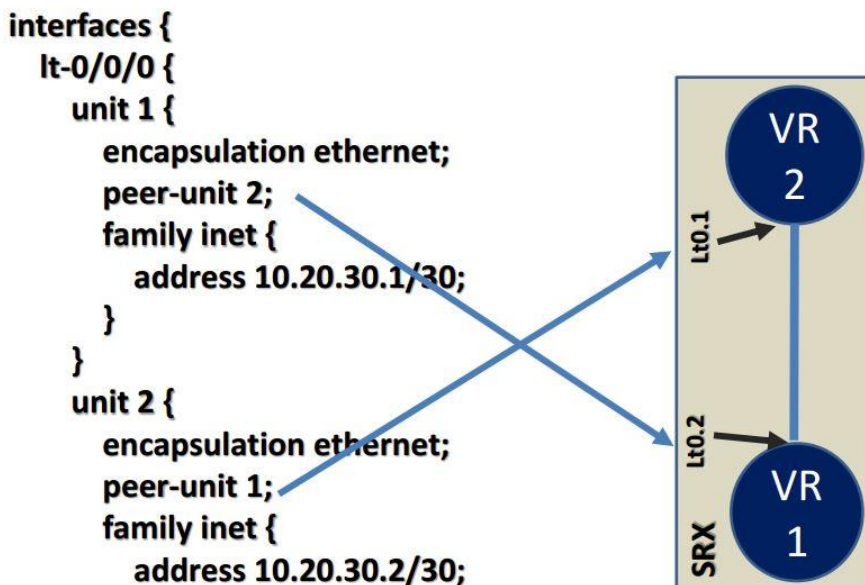 interfaces {
lt-0/0/0 {
unit 1 {
encapsulation ethernet;
peer-unit 2;
family inet {
address 10.20.30.1/30;
}
}
unit 2 {
encapsulation ethernet;
peer-unit 1;
family inet {
address 10.20.30.2/30;
VR
2
Lt0.1
Lt0.2
VR
1
SRX